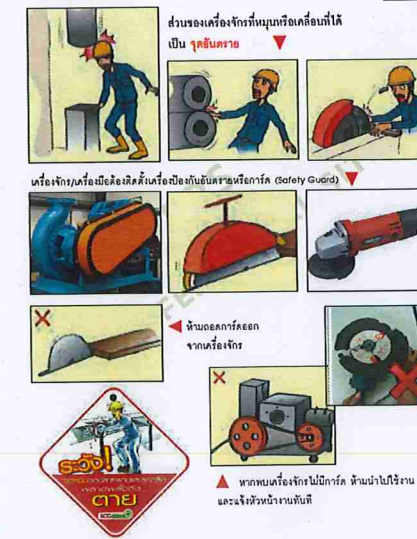 ส่วนของเครื่องจักรที่หมุนหรือเคลื่อนที่ได้
เป็น จุดอันตราย
เครื่องจักร/เครื่องมือต้องติดตั้งเครื่องป้องกันอันตรายหรือการ์ด (Safety Guard)
ห้ามถอดการ์ดออก
จากเครื่องจักร
ระวัง!
ตาย
หากพบเครื่องจักรไม่มีการ์ด ห้ามนำไปใช้งาน
และแจ้งหัวหน้างานทันที